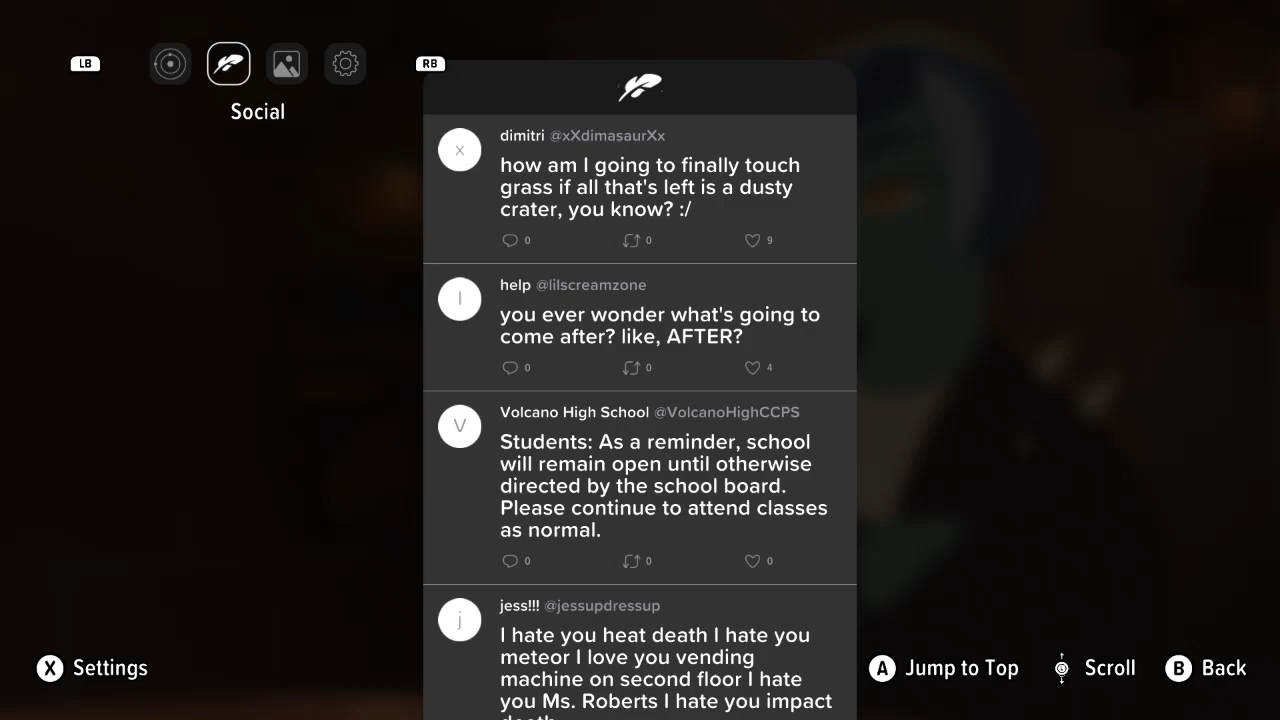 LB
RB
Social
dimitri @xXdimasaurXx
x
how am I going to finally touch
grass if all that's left is a dusty
crater, you know? :/
0 0 9
help @lilscreamzone
l
you ever wonder what's going to
come after? like, AFTER?
0 0 4
Volcano High School @VolcanoHighCCPS
V
Students: As a reminder, school
will remain open until otherwise
directed by the school board.
Please continue to attend classes
as normal.
0 0 0
jess!!! @jessupdressup
j
I hate you heat death I hate you
meteor I love you vending
machine on second floor I hate
you Ms. Roberts I hate you impact
X Settings
A Jump to Top
Scroll
B Back